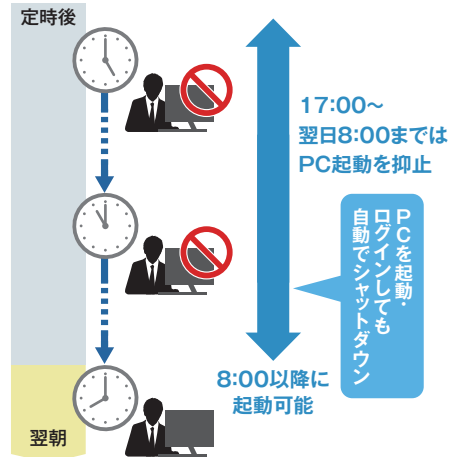 定時後
17:00～
翌日8:00までは
PC起動を抑止
PCを起動・
ログインしても
自動でシャットダウン
8:00以降に
起動可能
翌朝